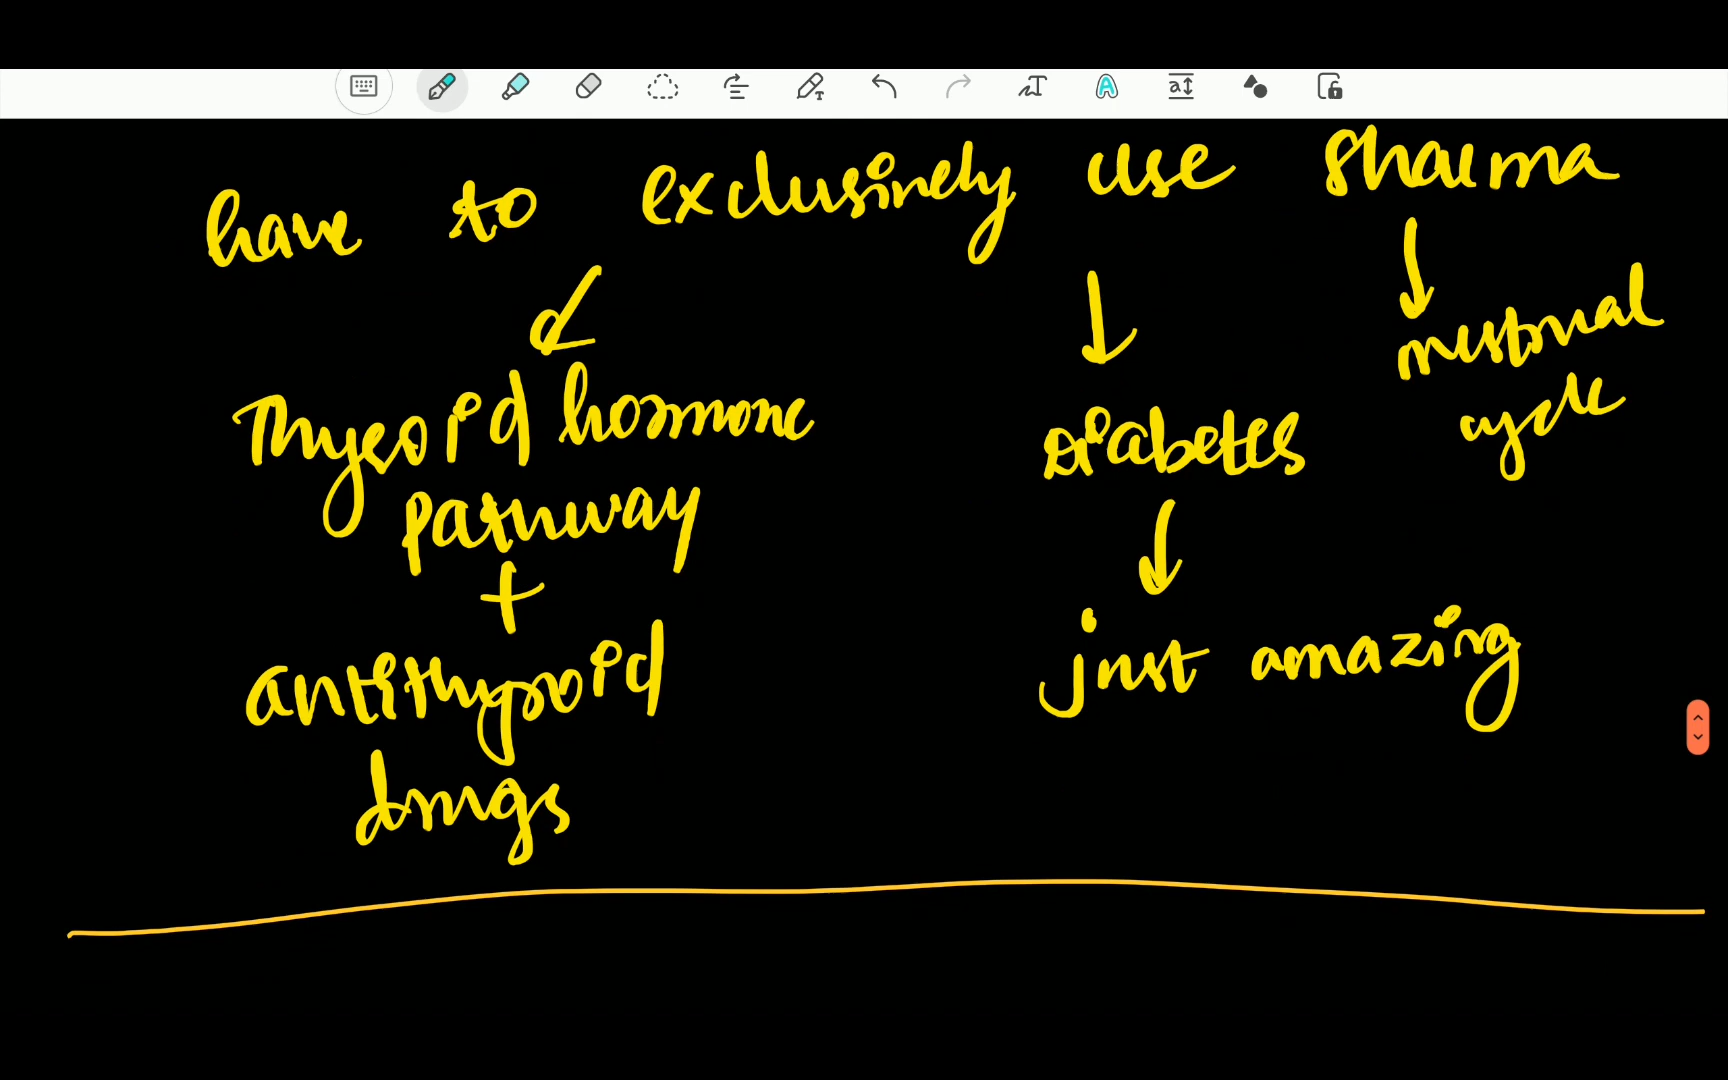 have to exclusively use Sharma
Thyroid hormone
pathway
+
antithyroid
drugs
Diabetes
just amazing
menstrual
cycle